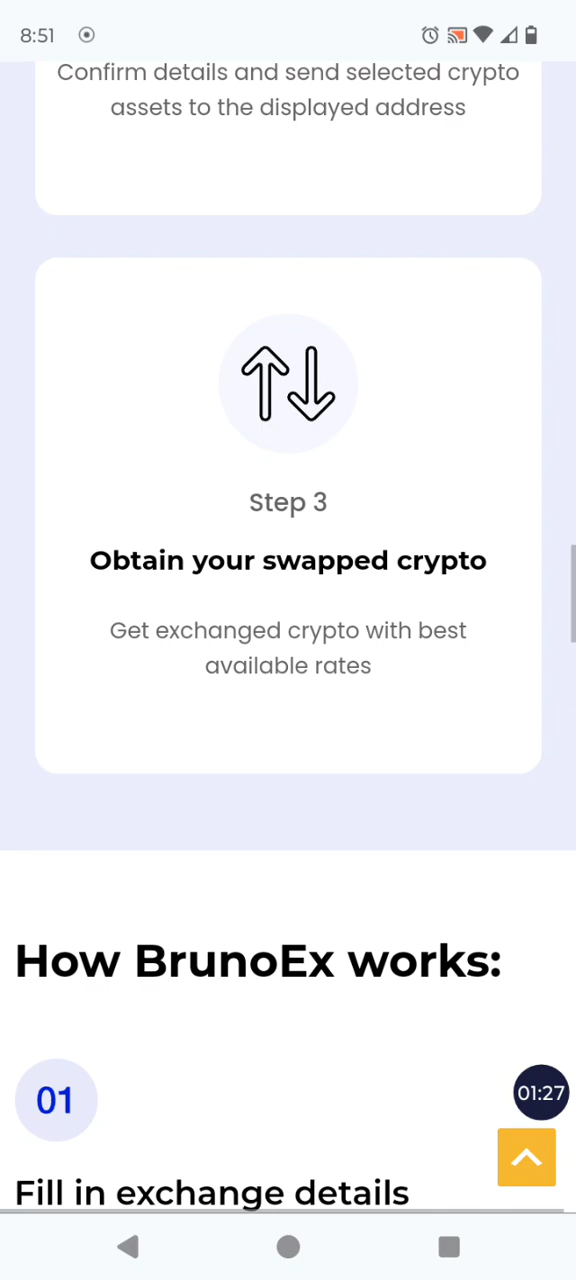 8:51
Confirm details and send selected crypto
assets to the displayed address
Step 3
Obtain your swapped crypto
Get exchanged crypto with best
available rates
How BrunoEx works:
01
01:27
Fill in exchange details